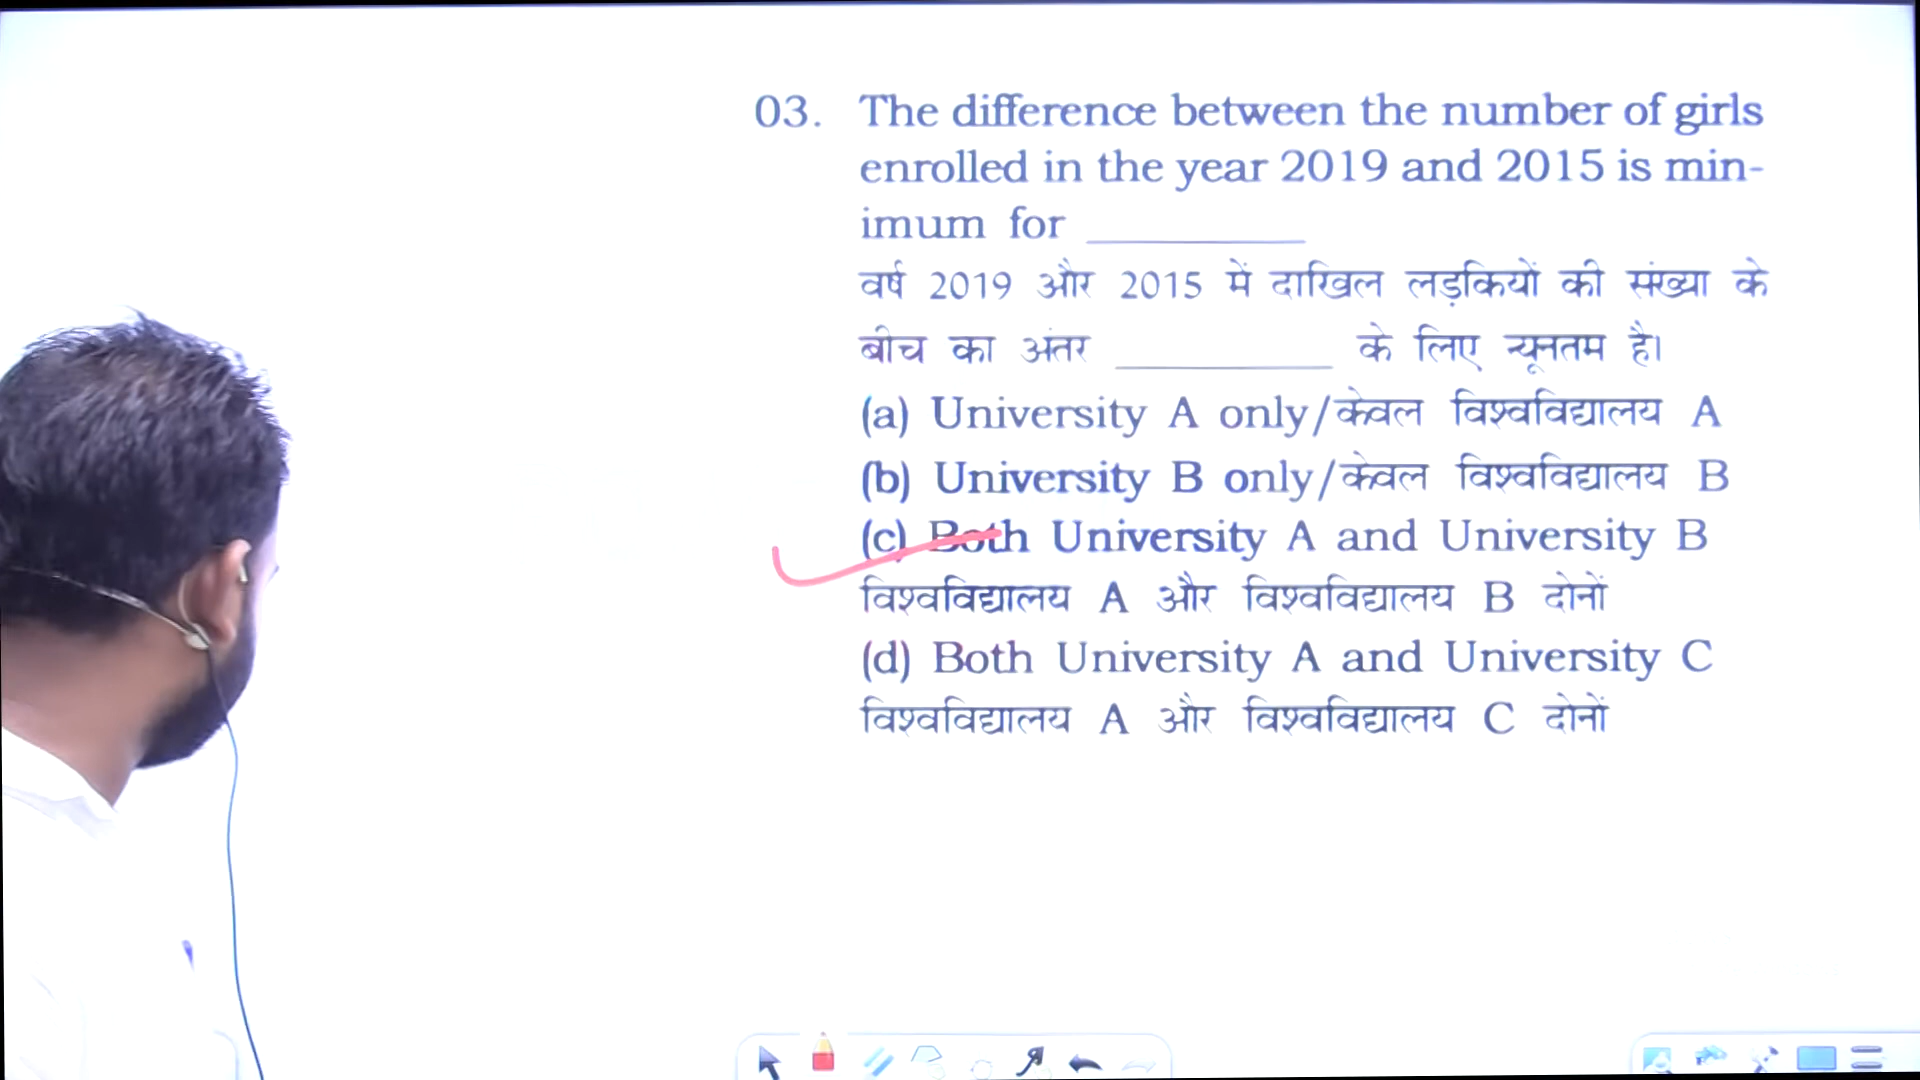 03. The difference between the number of girls
enrolled in the year 2019 and 2015 is min-
imum for __________
वर्ष 2019 और 2015 में दाखिल लड़कियों की संख्या के
बीच का अंतर __________ के लिए न्यूनतम है।
(a) University A only/केवल विश्वविद्यालय A
(b) University B only/केवल विश्वविद्यालय B
(c) Both University A and University B
विश्वविद्यालय A और विश्वविद्यालय B दोनों
(d) Both University A and University C
विश्वविद्यालय A और विश्वविद्यालय C दोनों